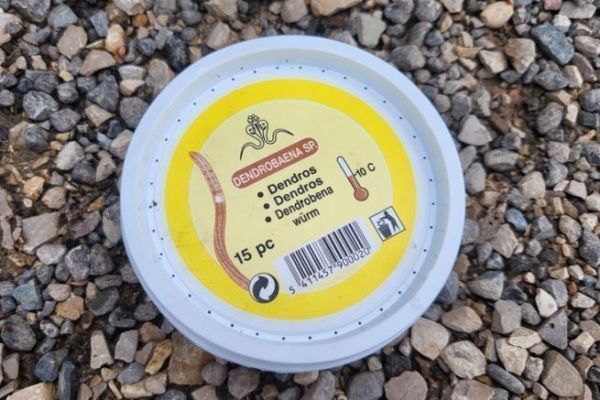 DENDROBAENA SP.
• Dendros
• Dendros
• Dendrobena
würm
10 C
15 pc
5 411457 900020